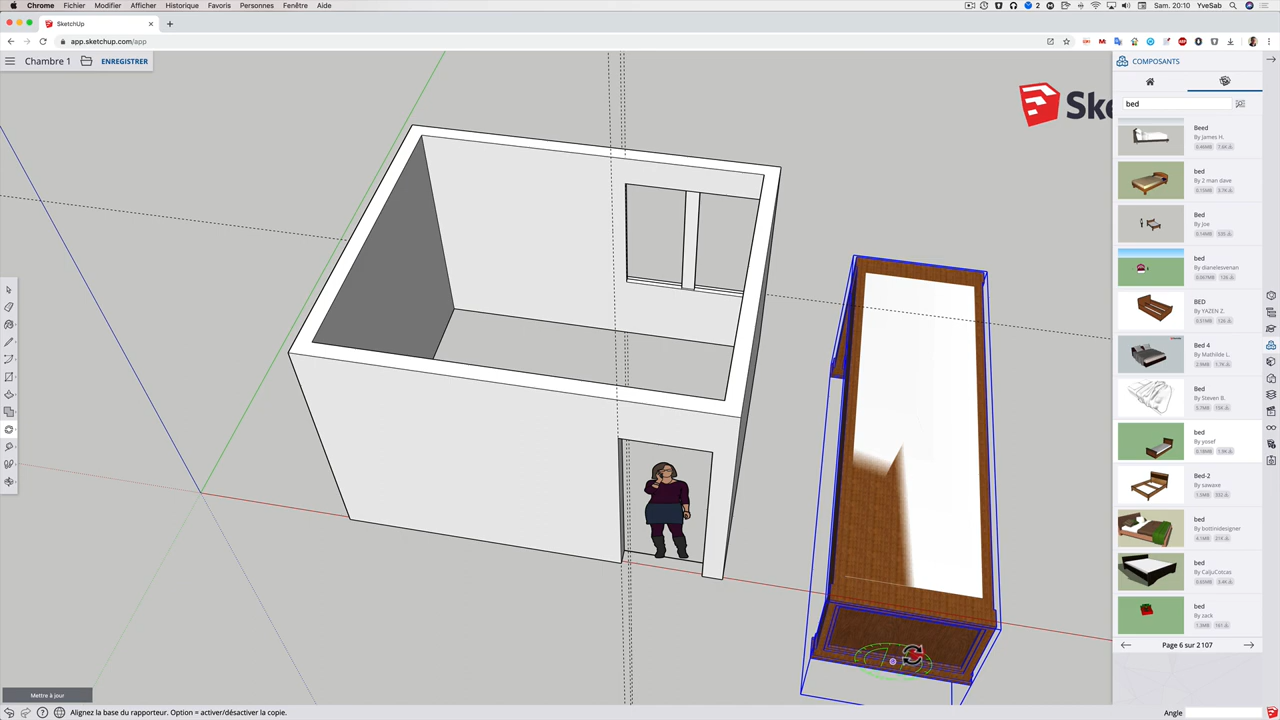 Chrome Fichier Modifier Afficher Historique Favoris Personnes Fenêtre Aide
2 Sam. 20:10 YveSab
SketchUp
app.sketchup.com/app
Chambre 1 ENREGISTRER
COMPOSANTS
bed
Beed
By James H.
bed
By 2 man dave
Bed
By Joe
bed
By dianelesvenan
BED
By YAZEN Z.
Bed 4
By Mathilde L.
Bed
By Steven B.
bed
By yosef
Bed-2
By sawaxe
bed
By bottinidesigner
bed
By CaljuCotcas
bed
By zack
Page 6 sur 2 107
Ske
Mettre à jour
Alignez la base du rapporteur. Option = activer/désactiver la copie.
Angle